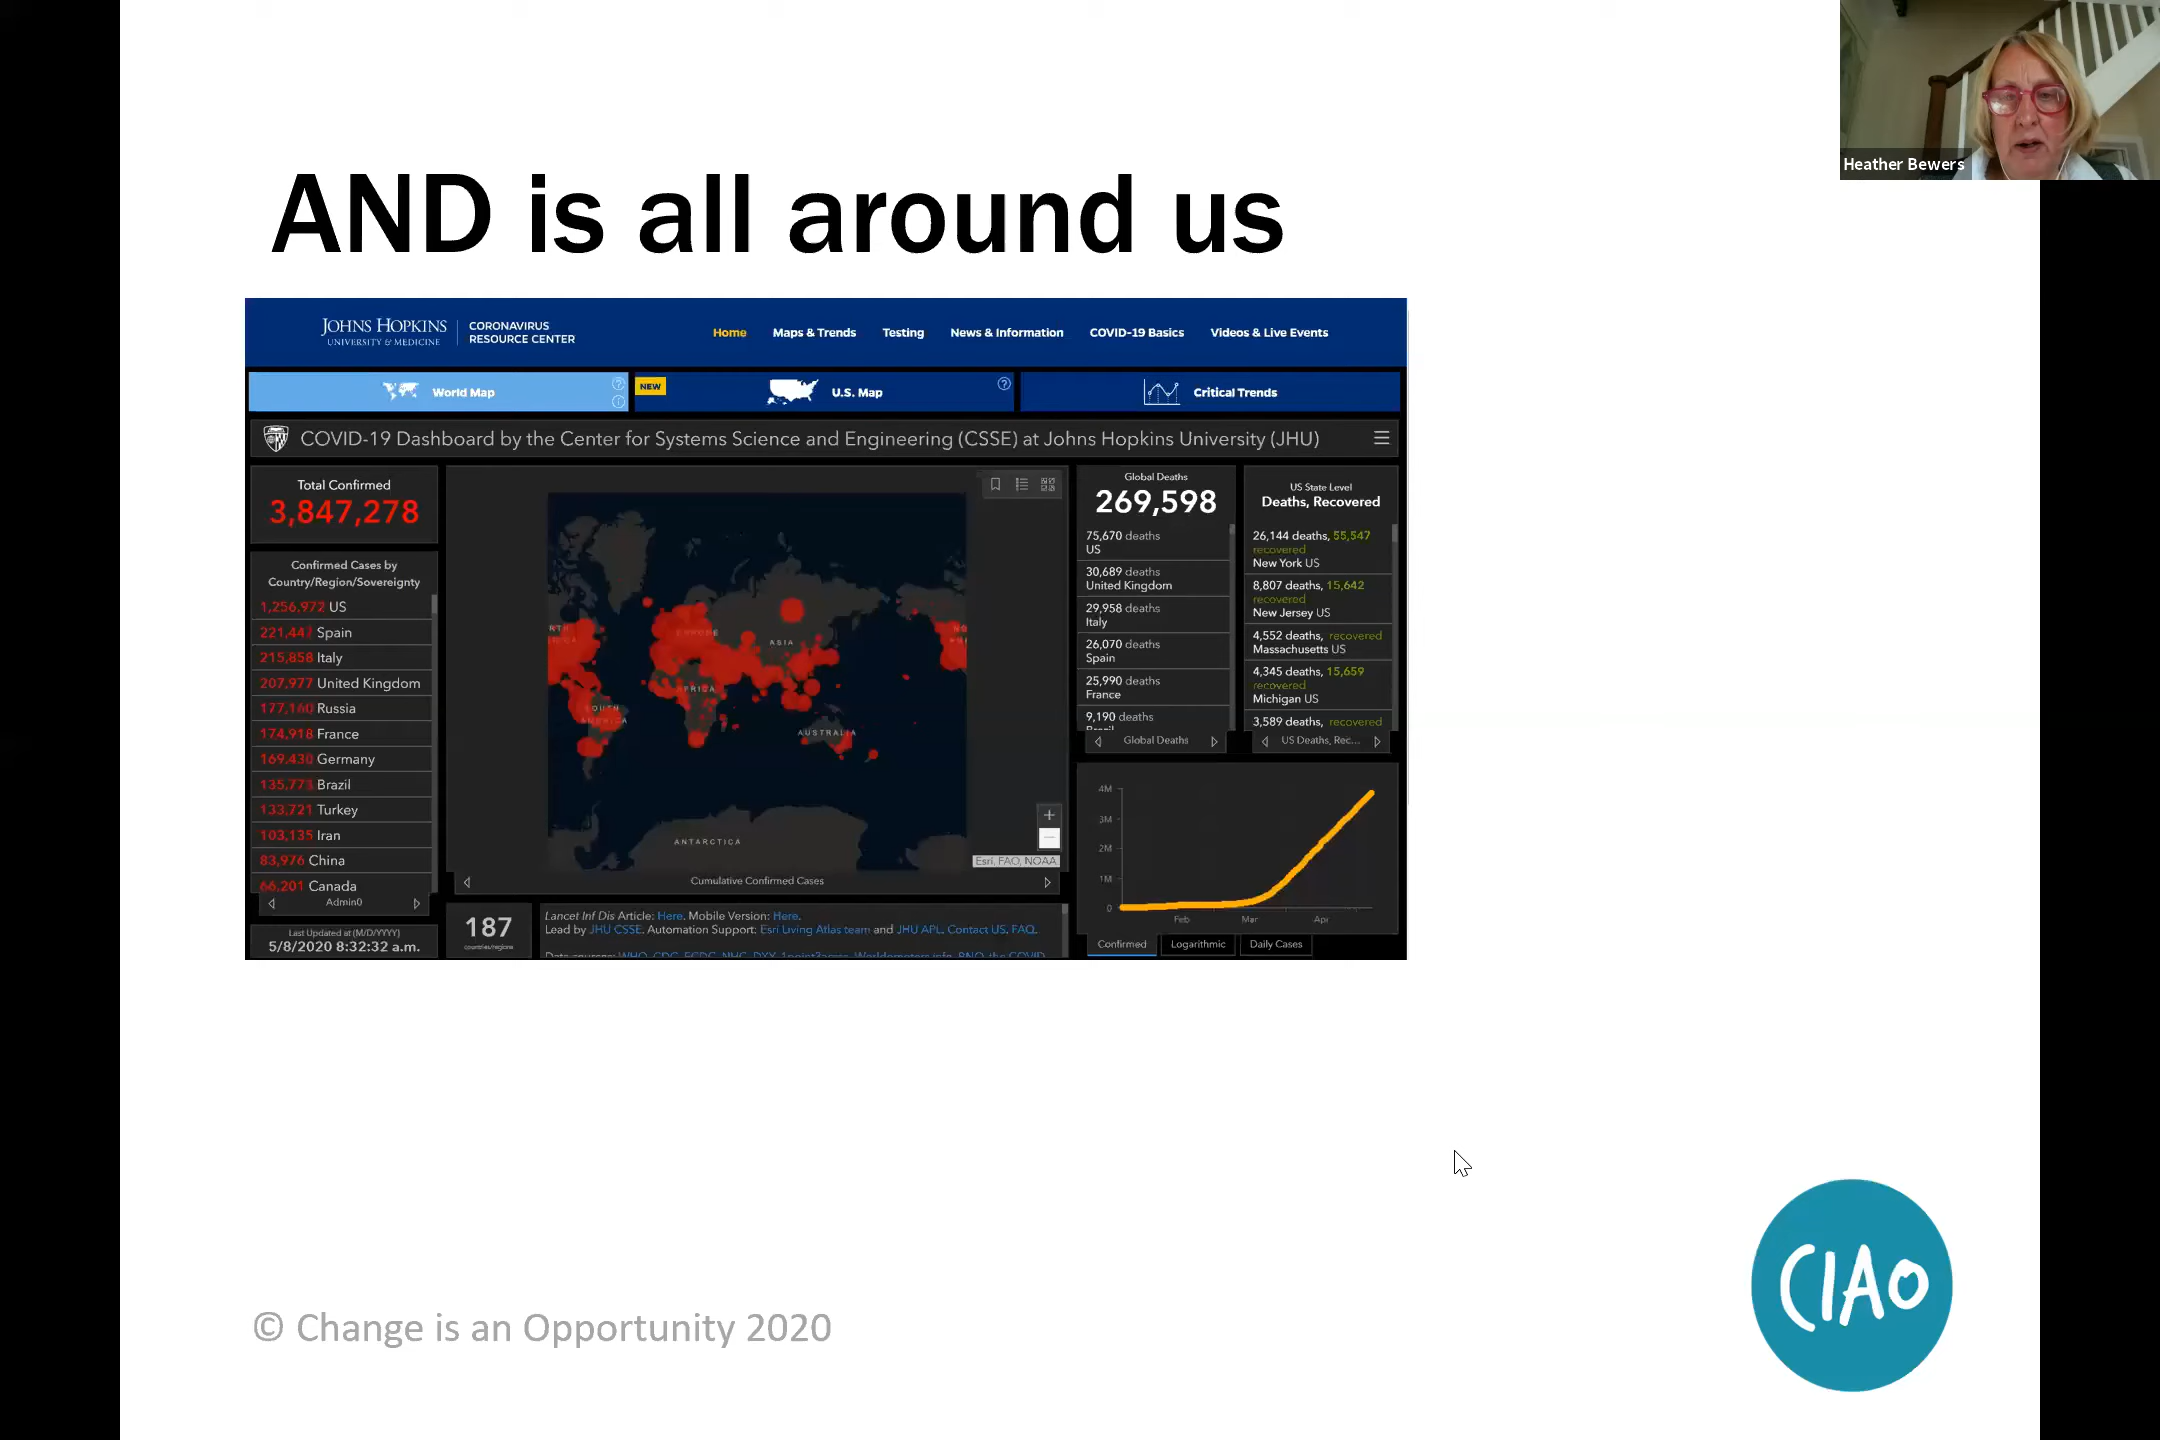 Heather Bewers
AND is all around us
JOHNS HOPKINS
UNIVERSITY & MEDICINE
CORONAVIRUS
RESOURCE CENTER
Home
Maps & Trends
Testing
News & Information
COVID-19 Basics
Videos & Live Events
World Map
NEW
U.S. Map
Critical Trends
COVID-19 Dashboard by the Center for Systems Science and Engineering (CSSE) at Johns Hopkins University (JHU)
Total Confirmed
3,847,278
Confirmed Cases by
Country/Region/Sovereignty
1,256,972 US
221,447 Spain
215,858 Italy
207,977 United Kingdom
177,160 Russia
174,918 France
169,430 Germany
135,773 Brazil
133,721 Turkey
103,135 Iran
83,976 China
66,201 Canada
Admin0
Last Updated at (M/D/YYYY)
5/8/2020 8:32:32 a.m.
EUROPE
ASIA
AFRICA
SOUTH
AMERICA
AUSTRALIA
ANTARCTICA
Esri, FAO, NOAA
Cumulative Confirmed Cases
187
countries/regions
Lancet Inf Dis Article: Here. Mobile Version: Here.
Lead by JHU CSSE. Automation Support: Esri Living Atlas team and JHU APL. Contact US. FAQ.
Global Deaths
269,598
75,670 deaths
US
30,689 deaths
United Kingdom
29,958 deaths
Italy
26,070 deaths
Spain
25,990 deaths
France
9,190 deaths
Brazil
Global Deaths
US State Level
Deaths, Recovered
26,144 deaths, 55,547
recovered
New York US
8,807 deaths, 15,642
recovered
New Jersey US
4,552 deaths, recovered
Massachusetts US
4,345 deaths, 15,659
recovered
Michigan US
3,589 deaths, recovered
US Deaths, Rec...
4M
3M
2M
1M
0
Feb
Mar
Apr
Confirmed
Logarithmic
Daily Cases
© Change is an Opportunity 2020
CIAO